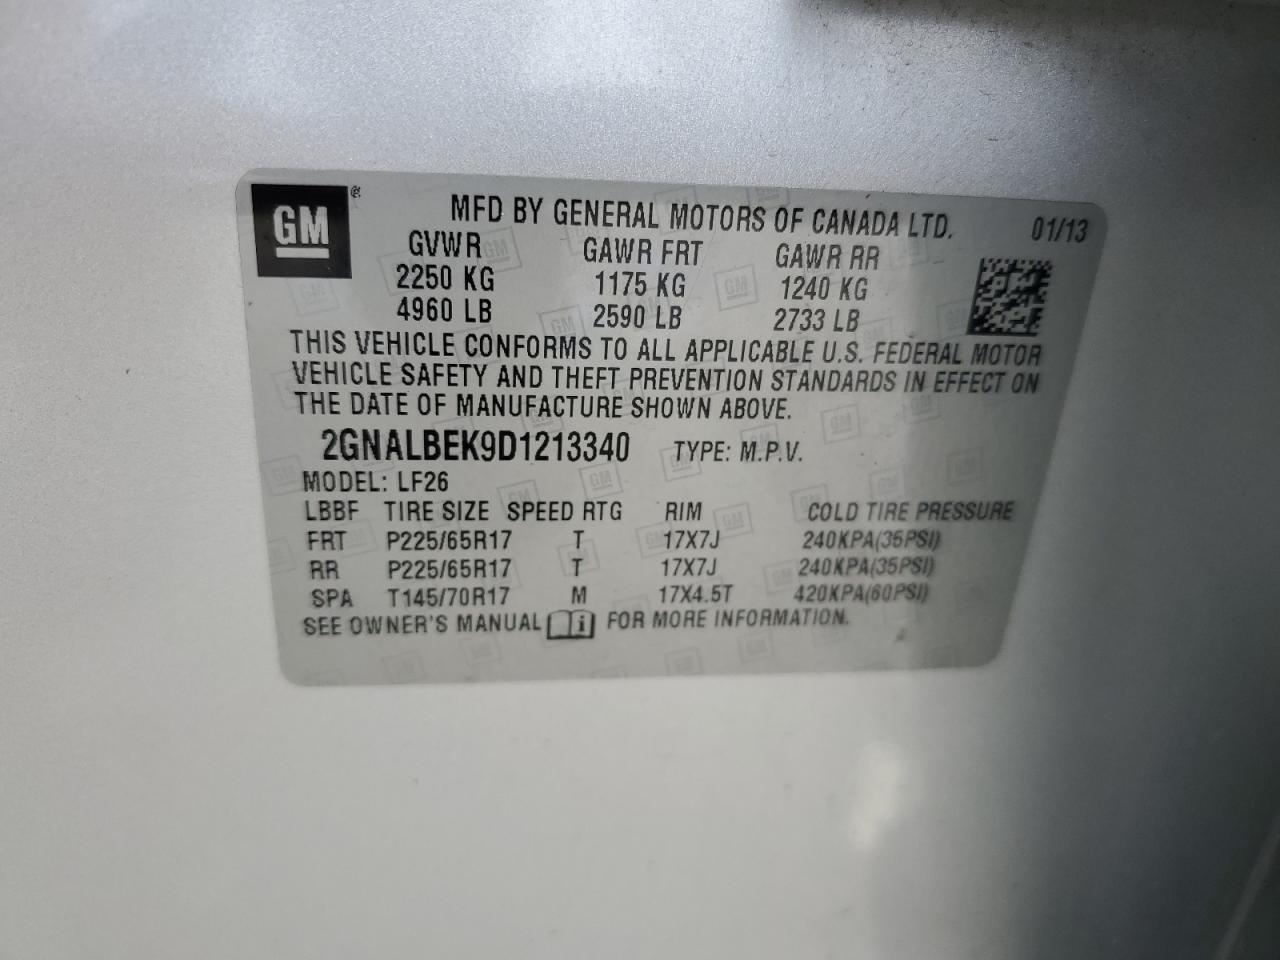 GM®
MFD BY GENERAL MOTORS OF CANADA LTD. 01/13
GVWR GAWR FRT GAWR RR
2250 KG 1175 KG 1240 KG
4960 LB 2590 LB 2733 LB
THIS VEHICLE CONFORMS TO ALL APPLICABLE U.S. FEDERAL MOTOR
VEHICLE SAFETY AND THEFT PREVENTION STANDARDS IN EFFECT ON
THE DATE OF MANUFACTURE SHOWN ABOVE.
2GNALBEK9D1213340 TYPE: M.P.V.
MODEL: LF26
LBBF TIRE SIZE SPEED RTG RIM COLD TIRE PRESSURE
FRT P225/65R17 T 17X7J 240KPA(35PSI)
RR P225/65R17 T 17X7J 240KPA(35PSI)
SPA T145/70R17 M 17X4.5T 420KPA(60PSI)
SEE OWNER'S MANUAL i FOR MORE INFORMATION.